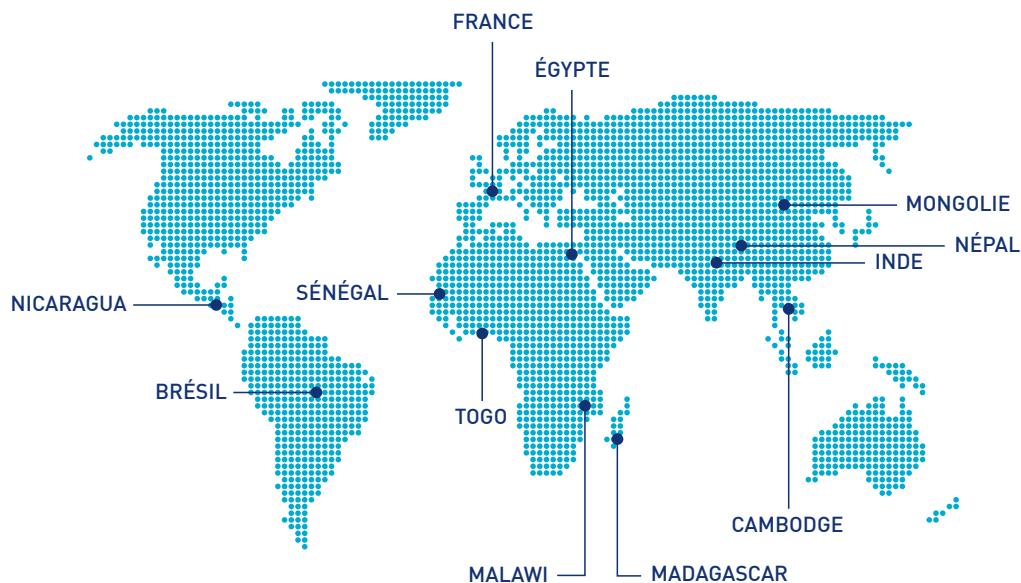 FRANCE
ÉGYPTE
MONGOLIE
NÉPAL
INDE
SÉNÉGAL
NICARAGUA
BRÉSIL
TOGO
CAMBODGE
MALAWI
MADAGASCAR